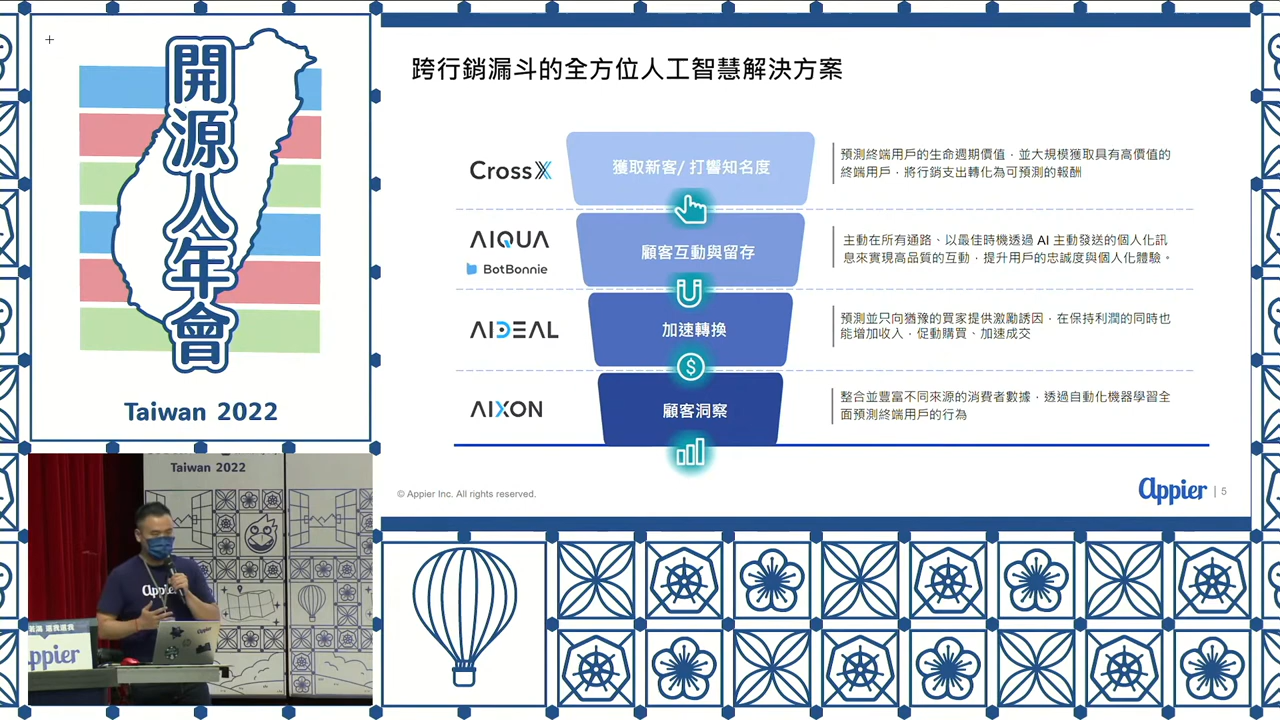 開源人年會
Taiwan 2022
跨行銷漏斗的全方位人工智慧解決方案
CrossX
獲取新客/ 打響知名度
預測終端用戶的生命週期價值，並大規模獲取具有高價值的
終端用戶，將行銷支出轉化為可預測的報酬
AIQUA
BotBonnie
顧客互動與留存
主動在所有通路、以最佳時機透過 AI 主動發送的個人化訊
息來實現高品質的互動，提升用戶的忠誠度與個人化體驗。
AIDEAL
加速轉換
預測並只向猶豫的買家提供激勵誘因，在保持利潤的同時也
能增加收入，促動購買、加速成交
AIXON
顧客洞察
整合並豐富不同來源的消費者數據，透過自動化機器學習全
面預測終端用戶的行為
© Appier Inc. All rights reserved.
Appier | 5
Taiwan 2022
Appier